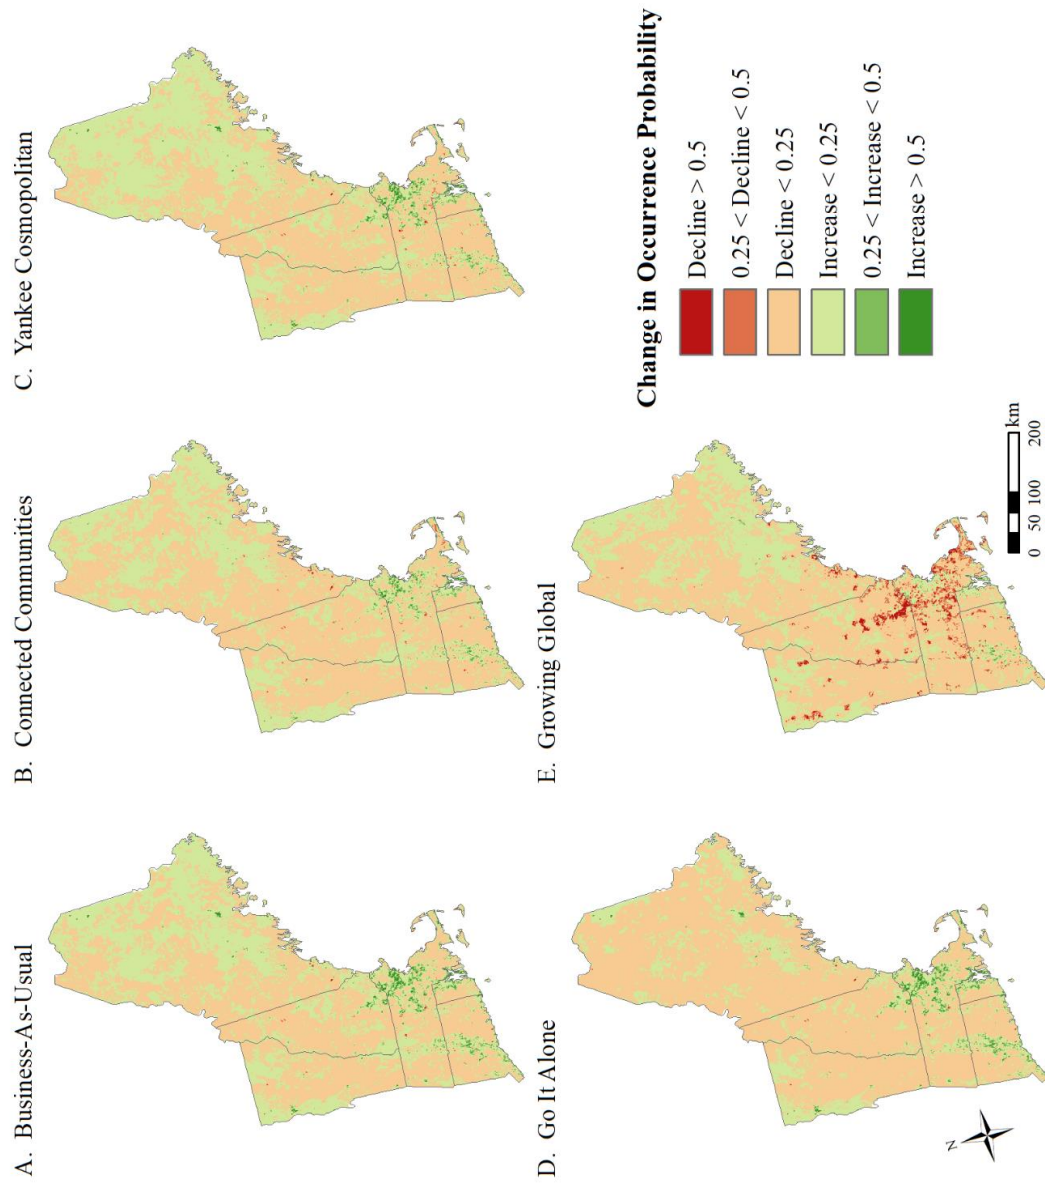 A. Business-As-Usual
B. Connected Communities
C. Yankee Cosmopolitan
D. Go It Alone
E. Growing Global
Change in Occurrence Probability
Decline > 0.5
0.25 < Decline < 0.5
Decline < 0.25
Increase < 0.25
0.25 < Increase < 0.5
Increase > 0.5
N
km
0 50 100 200